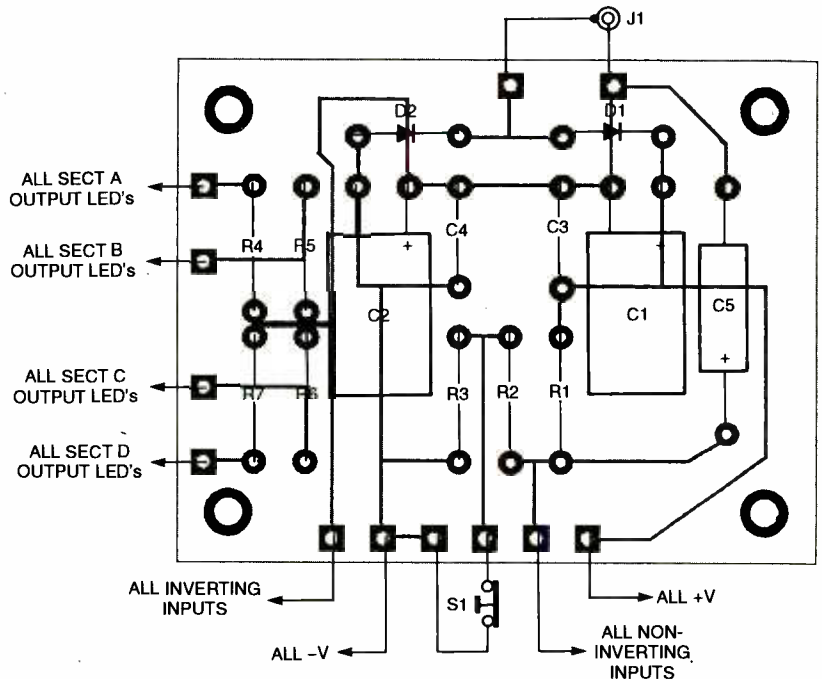 J1
D2
D1
ALL SECT A
OUTPUT LED's
R4
R5
C4
C3
ALL SECT B
OUTPUT LED's
+
+
C2
C1
C5
+
ALL SECT C
OUTPUT LED's
R7
R6
R3
R2
R1
ALL SECT D
OUTPUT LED's
ALL INVERTING
INPUTS
S1
ALL +V
ALL –V
ALL NON-
INVERTING
INPUTS